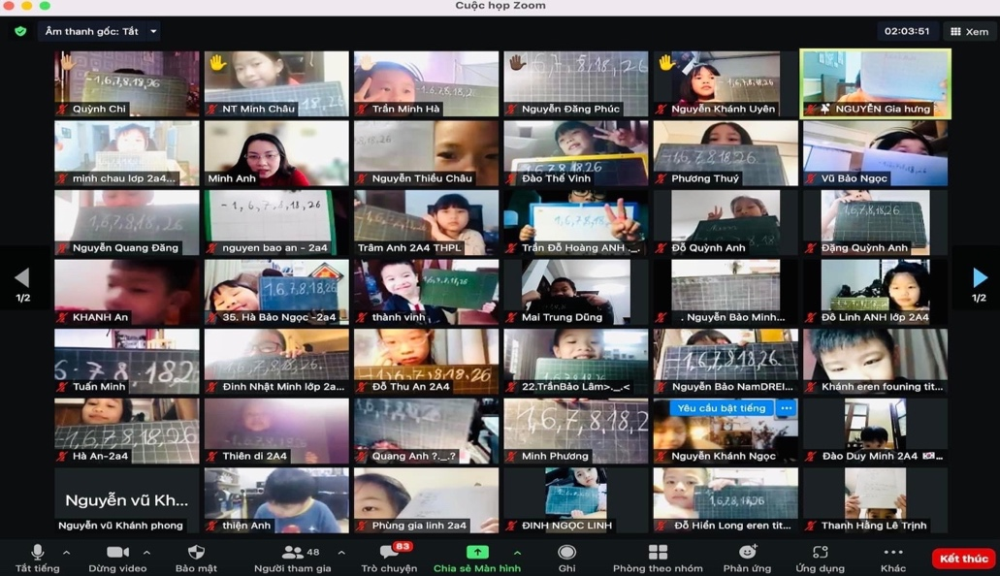 Cuộc họp Zoom
Âm thanh gốc: Tắt
02:03:51
Xem
-1,6,7,8,18,26
Quỳnh Chi
18,26
NT Minh Châu
1,6,7,8,18,2
Trần Minh Hà
6,7,8,18,26
Nguyễn Đăng Phúc
1,6,7,8,18,26
Nguyễn Khánh Uyên
NGUYỄN Gia hưng
minh chau lớp 2a4...
Minh Anh
Nguyễn Thiều Châu
1,6,7,8,18,26
Đào Thế Vinh
-1,6,7,8,18,26
Phương Thuý
Vũ Bảo Ngọc
1,6,7,8,18,26
Nguyễn Quang Đăng
-1,6,7,8,18,26
nguyen bao an - 2a4
Trâm Anh 2A4 THPL
1,6,7,8,
Trần Đỗ Hoàng ANH ._.
Đỗ Quỳnh Anh
1,6,7,8,18,26
Đặng Quỳnh Anh
1/2
1/2
KHANH An
1,6,7,8,18,26
35. Hà Bảo Ngọc -2a4
thành vinh
Mai Trung Dũng
. Nguyễn Bảo Minh...
Đỗ Linh ANH lớp 2A4
6.7.8.18,2
Tuấn Minh
Đinh Nhật Minh lớp 2a...
-1,6,7,8,18,26
Đỗ Thu An 2A4
1,6,7,8,18,26
22.TrầnBảo Lâm>._.<
-1,6,7,8,18,26.
Nguyễn Bảo NamDREI...
Khánh eren founing tit...
1,6,7,8,18,26
Hà An-2a4
Thiên di 2A4
Quang Anh ?._.?
1,6,7,8,18,2
Minh Phương
Yêu cầu bật tiếng
Nguyễn Khánh Ngọc
Đào Duy Minh 2A4
Nguyễn vũ Kh...
Nguyễn vũ Khánh phong
thiện Anh
Phùng gia linh 2a4
ĐINH NGỌC LINH
1,6,7,8,18,26
Đỗ Hiển Long eren tit...
Thanh Hằng Lê Trịnh
Tắt tiếng
Dừng video
Bảo mật
48
Người tham gia
83
Trò chuyện
Chia sẻ Màn hình
Ghi
Phòng theo nhóm
Phản ứng
Ứng dụng
Khác
Kết thúc